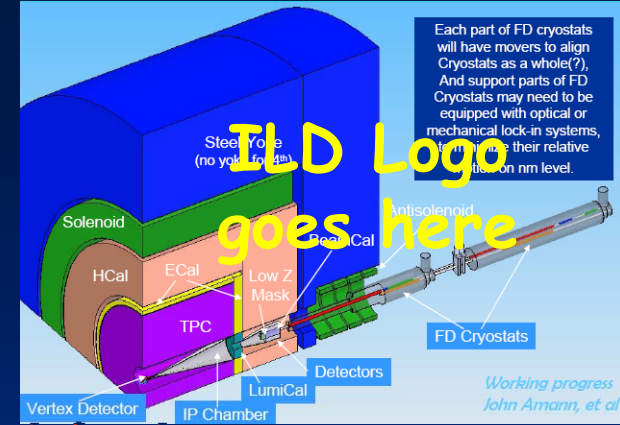 Each part of FD cryostats
will have movers to align
Cryostats as a whole(?),
And support parts of FD
Cryostats may need to be
equipped with optical or
mechanical lock-in systems,
their relative
on nm level.
ILD Logo
goes here
Steel Yoke
(no yoke for 4th)
Solenoid
HCal
ECal
Low Z
Mask
BeamCal
Antisolenoid
TPC
FD Cryostats
Detectors
LumiCal
Vertex Detector
IP Chamber
Working progress
John Amann, et al